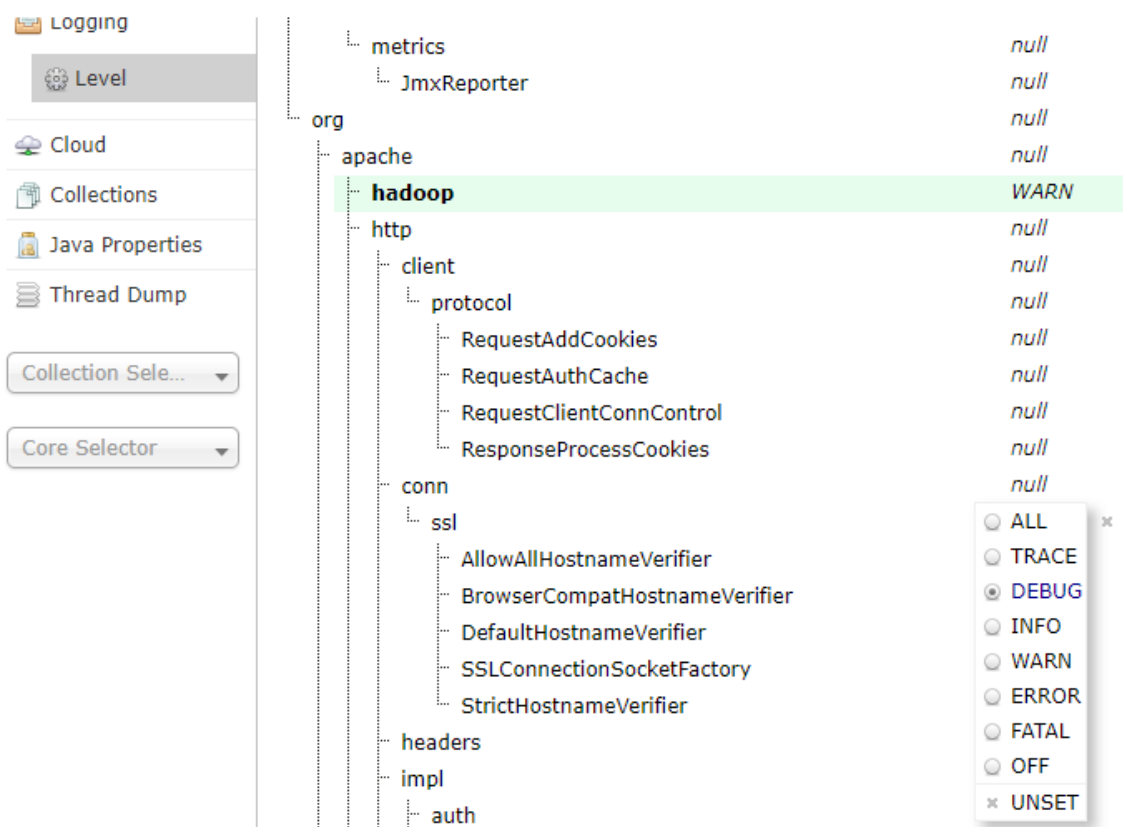 Logging
Level
Cloud
Collections
Java Properties
Thread Dump
Collection Sele...
Core Selector
metrics null
JmxReporter null
org null
apache null
hadoop WARN
http null
client null
protocol null
RequestAddCookies null
RequestAuthCache null
RequestClientConnControl null
ResponseProcessCookies null
conn null
ssl
AllowAllHostnameVerifier
BrowserCompatHostnameVerifier
DefaultHostnameVerifier
SSLConnectionSocketFactory
StrictHostnameVerifier
headers
impl
auth
ALL
TRACE
DEBUG
INFO
WARN
ERROR
FATAL
OFF
UNSET